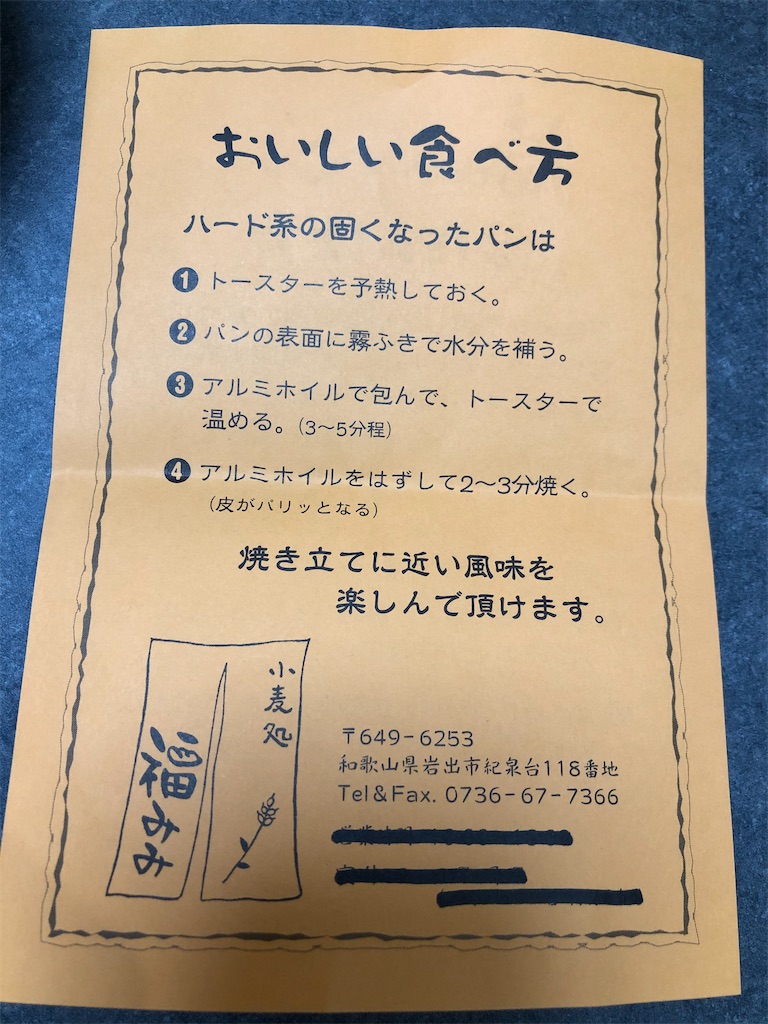 おいしい食べ方
ハード系の固くなったパンは
❶トースターを予熱しておく。
❷パンの表面に霧ふきで水分を補う。
❸アルミホイルで包んで、トースターで
温める。(3〜5分程)
❹アルミホイルをはずして2〜3分焼く。
(皮がパリッとなる)
焼き立てに近い風味を
楽しんで頂けます。
小麦処
福みみ
〒649-6253
和歌山県岩出市紀泉台118番地
Tel&Fax. 0736-67-7366